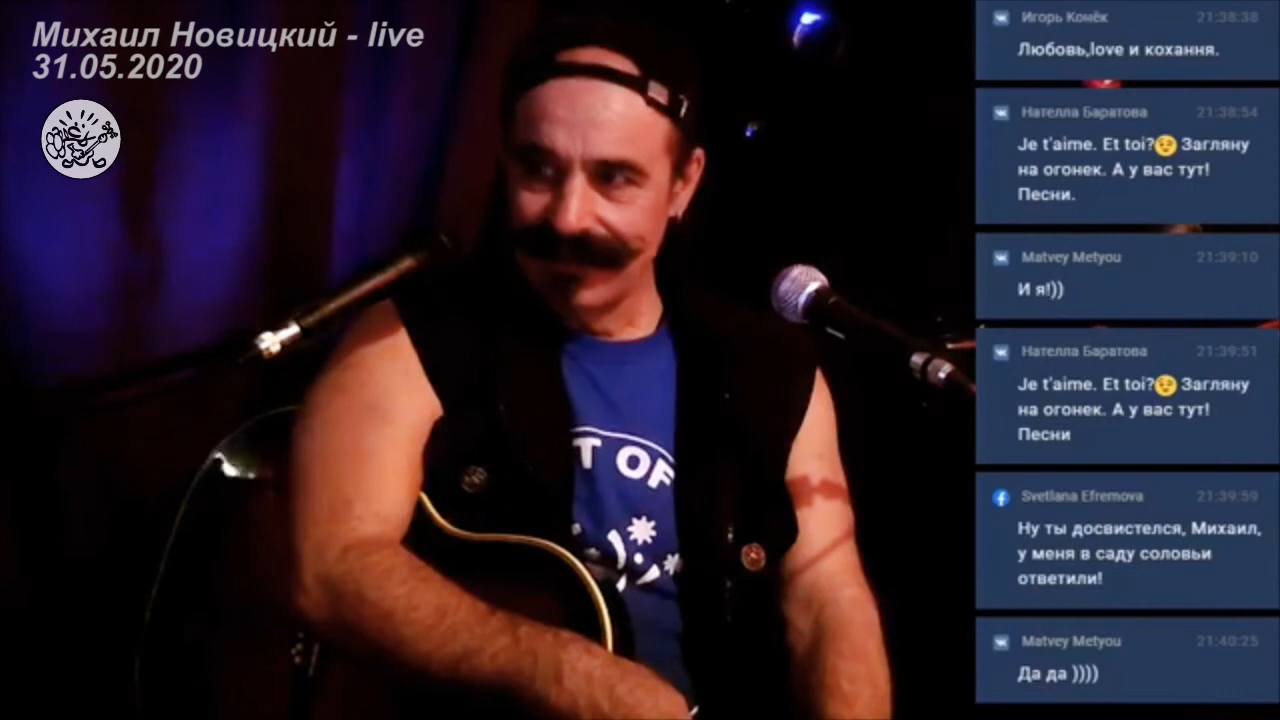 Михаил Новицкий - live
31.05.2020
T OF
Игорь Конёк 21:38:38
Любовь,love и кохання.
Нателла Баратова 21:38:54
Je t'aime. Et toi?😏 Загляну
на огонек. А у вас тут!
Песни.
Matvey Metyou 21:39:10
И я!))
Нателла Баратова 21:39:51
Je t'aime. Et toi?😏 Загляну
на огонек. А у вас тут!
Песни
Svetlana Efremova 21:39:59
Ну ты досвистелся, Михаил,
у меня в саду соловьи
ответили!
Matvey Metyou 21:40:25
Да да ))))